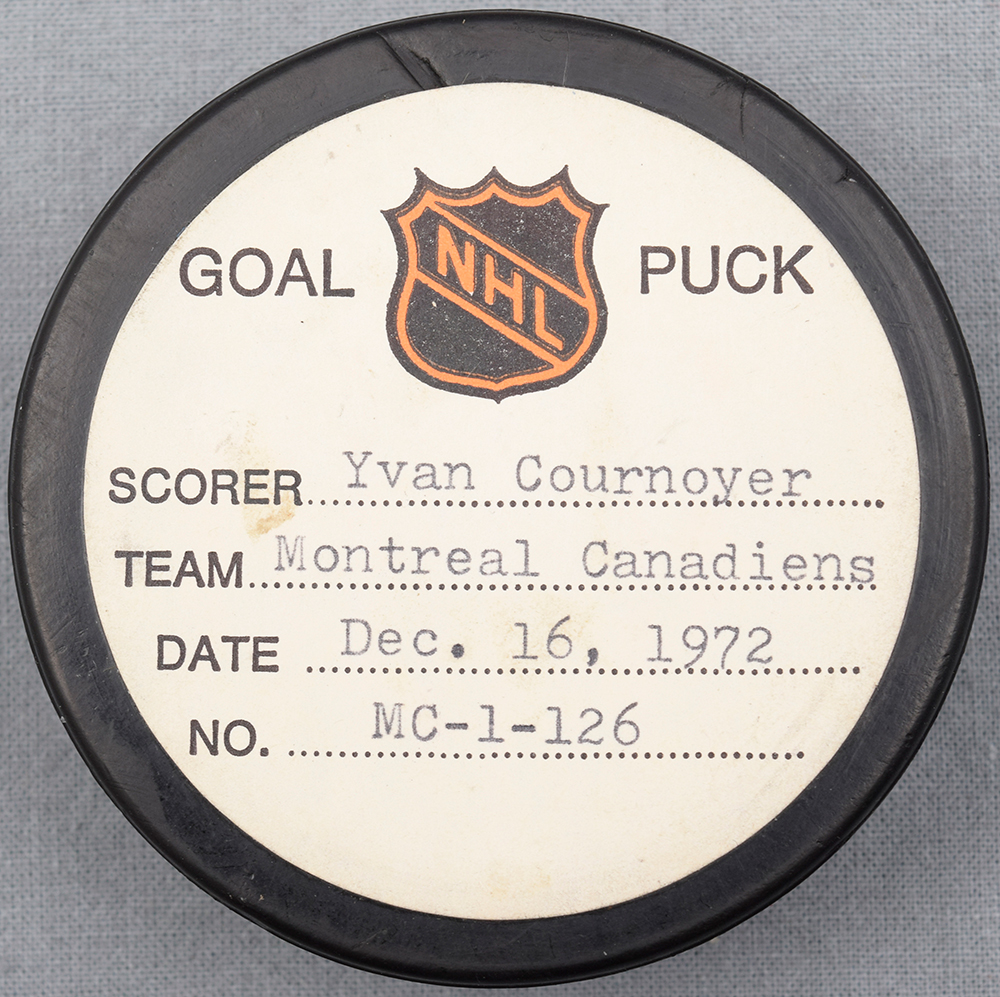 GOAL NHL PUCK
SCORER Yvan Cournoyer
TEAM Montreal Canadiens
DATE Dec. 16, 1972
NO. MC-1-126